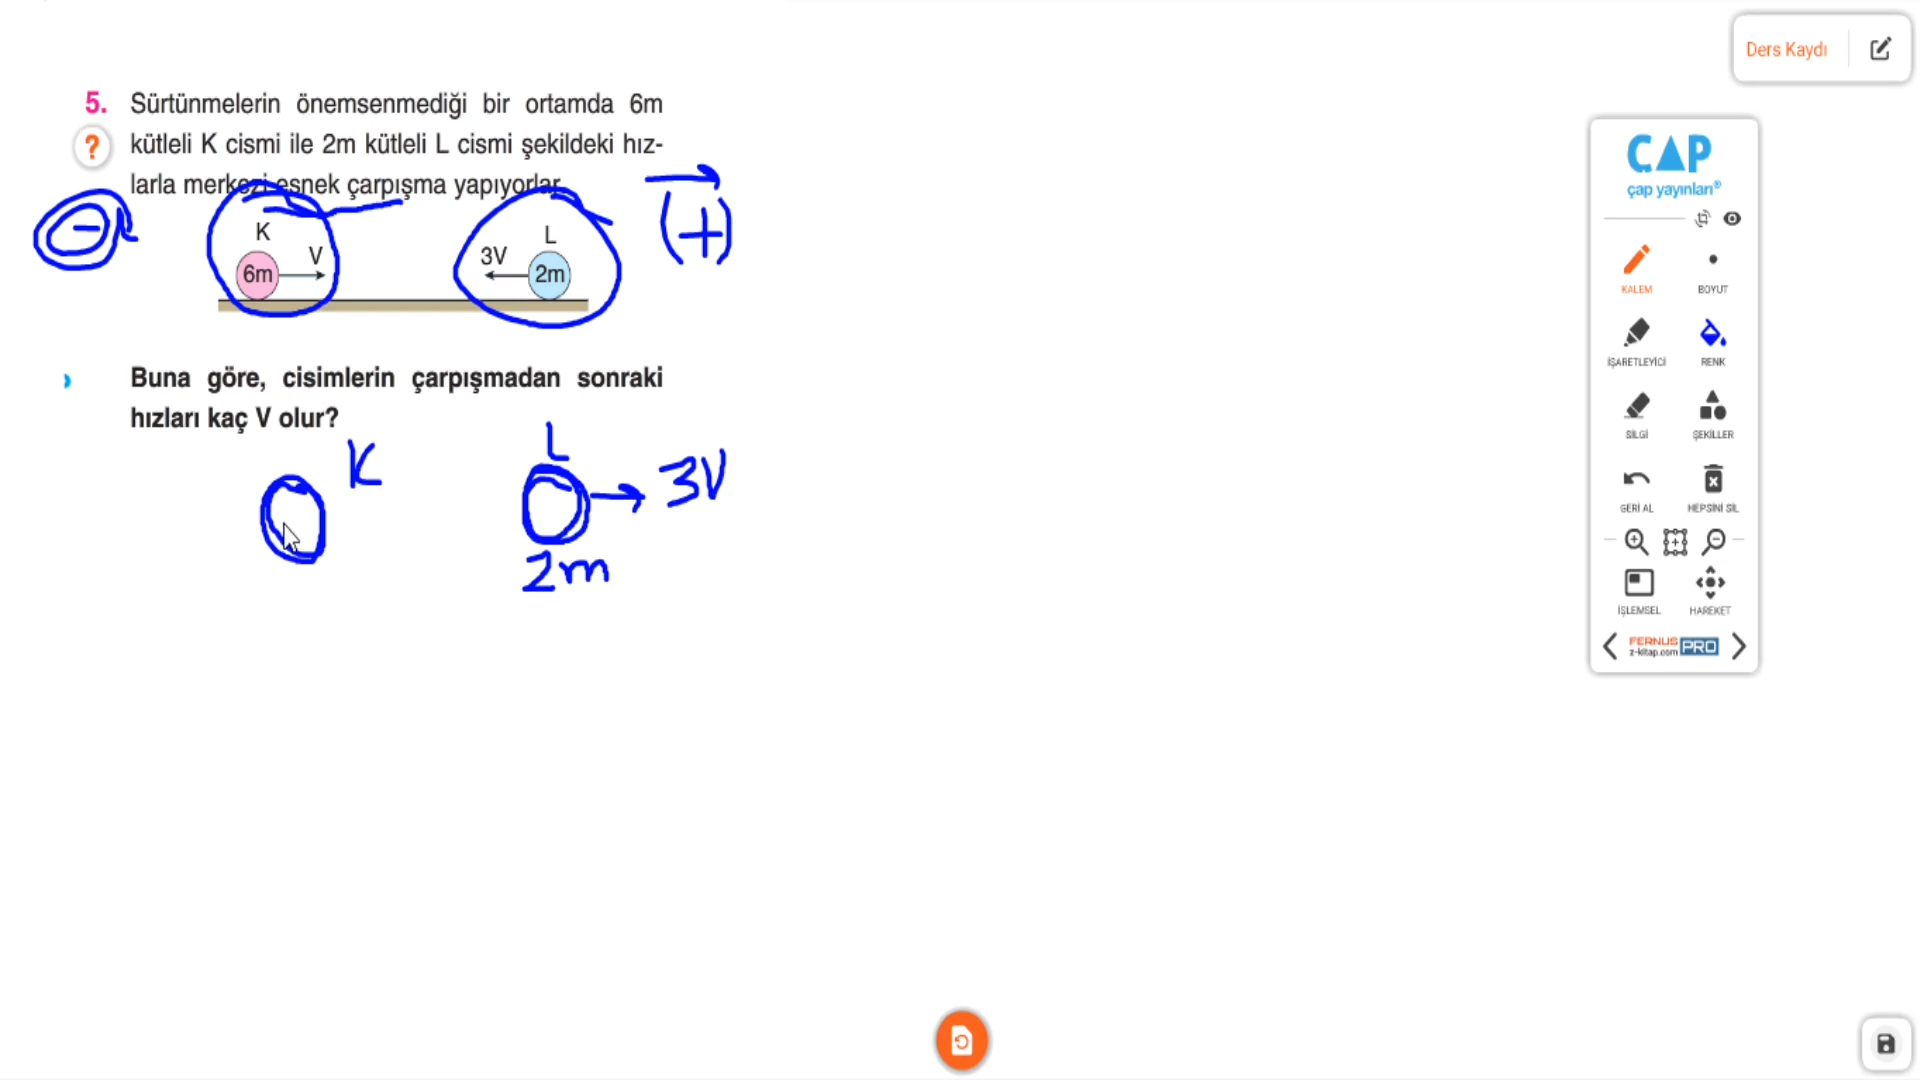 Ders Kaydı
5. Sürtünmelerin önemsenmediği bir ortamda 6m
? kütleli K cismi ile 2m kütleli L cismi şekildeki hız-
larla merkezi esnek çarpışma yapıyorlar.
(+)
K
L
V
3V
6m
2m
Buna göre, cisimlerin çarpışmadan sonraki
hızları kaç V olur?
K
L
3V
2m
ÇAP
çap yayınları®
KALEM
BOYUT
İŞARETLEYİCİ
RENK
SİLGİ
ŞEKİLLER
GERİ AL
HEPSİNİ SİL
İŞLEMSEL
HAREKET
FERNUS
z-kitap.com
PRO